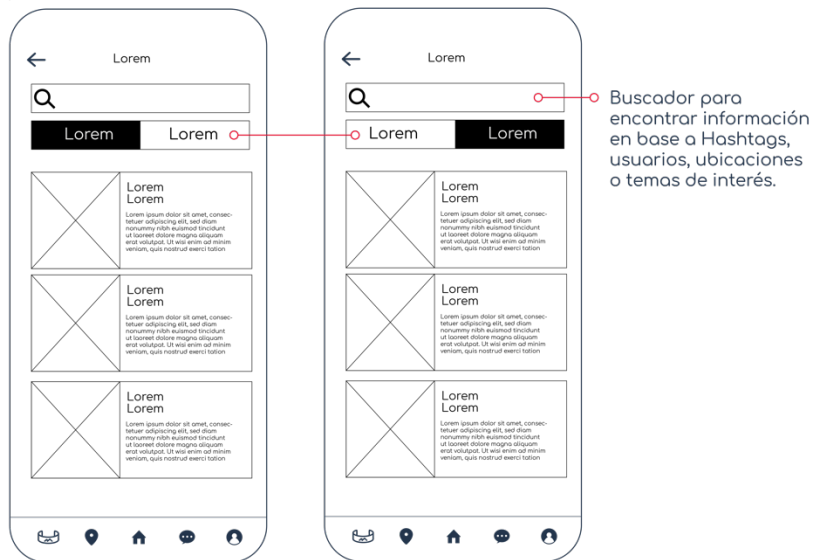 Lorem
Lorem
Lorem
Lorem
Lorem
Lorem ipsum dolor sit amet, consec-
tetuer adipiscing elit, sed diam
nonummy nibh euismod tincidunt
ut laoreet dolore magna aliquam
erat volutpat. Ut wisi enim ad minim
veniam, quis nostrud exerci tation
Lorem
Lorem
Lorem ipsum dolor sit amet, consec-
tetuer adipiscing elit, sed diam
nonummy nibh euismod tincidunt
ut laoreet dolore magna aliquam
erat volutpat. Ut wisi enim ad minim
veniam, quis nostrud exerci tation
Lorem
Lorem
Lorem ipsum dolor sit amet, consec-
tetuer adipiscing elit, sed diam
nonummy nibh euismod tincidunt
ut laoreet dolore magna aliquam
erat volutpat. Ut wisi enim ad minim
veniam, quis nostrud exerci tation
Lorem
Lorem
Lorem
Lorem
Lorem
Lorem ipsum dolor sit amet, consec-
tetuer adipiscing elit, sed diam
nonummy nibh euismod tincidunt
ut laoreet dolore magna aliquam
erat volutpat. Ut wisi enim ad minim
veniam, quis nostrud exerci tation
Lorem
Lorem
Lorem ipsum dolor sit amet, consec-
tetuer adipiscing elit, sed diam
nonummy nibh euismod tincidunt
ut laoreet dolore magna aliquam
erat volutpat. Ut wisi enim ad minim
veniam, quis nostrud exerci tation
Lorem
Lorem
Lorem ipsum dolor sit amet, consec-
tetuer adipiscing elit, sed diam
nonummy nibh euismod tincidunt
ut laoreet dolore magna aliquam
erat volutpat. Ut wisi enim ad minim
veniam, quis nostrud exerci tation
Buscador para
encontrar información
en base a Hashtags,
usuarios, ubicaciones
o temas de interés.